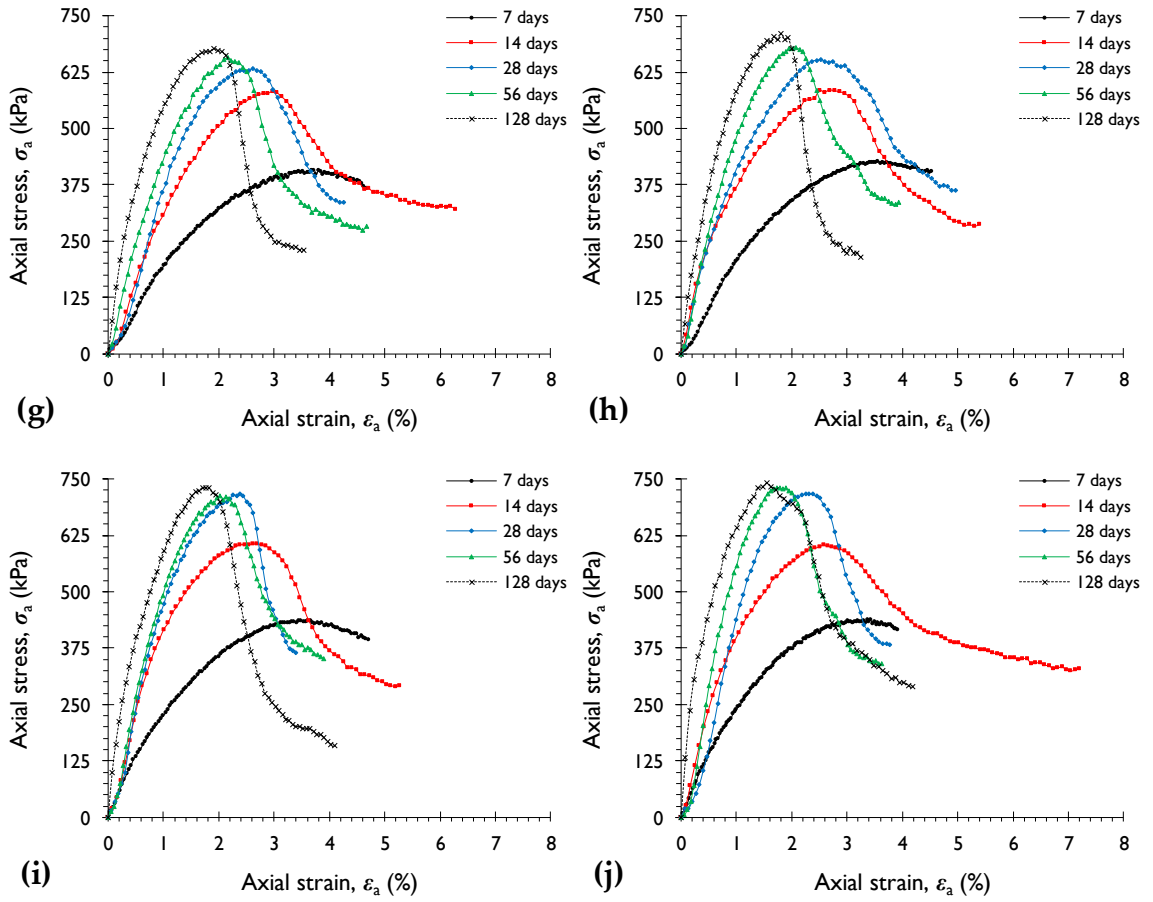 750
625
500
375
250
125
0
Axial stress, σa (kPa)
0 1 2 3 4 5 6 7 8
Axial strain, εa (%)
7 days
14 days
28 days
56 days
128 days
(g)
750
625
500
375
250
125
0
Axial stress, σa (kPa)
0 1 2 3 4 5 6 7 8
Axial strain, εa (%)
7 days
14 days
28 days
56 days
128 days
(h)
750
625
500
375
250
125
0
Axial stress, σa (kPa)
0 1 2 3 4 5 6 7 8
Axial strain, εa (%)
7 days
14 days
28 days
56 days
128 days
(i)
750
625
500
375
250
125
0
Axial stress, σa (kPa)
0 1 2 3 4 5 6 7 8
Axial strain, εa (%)
7 days
14 days
28 days
56 days
128 days
(j)